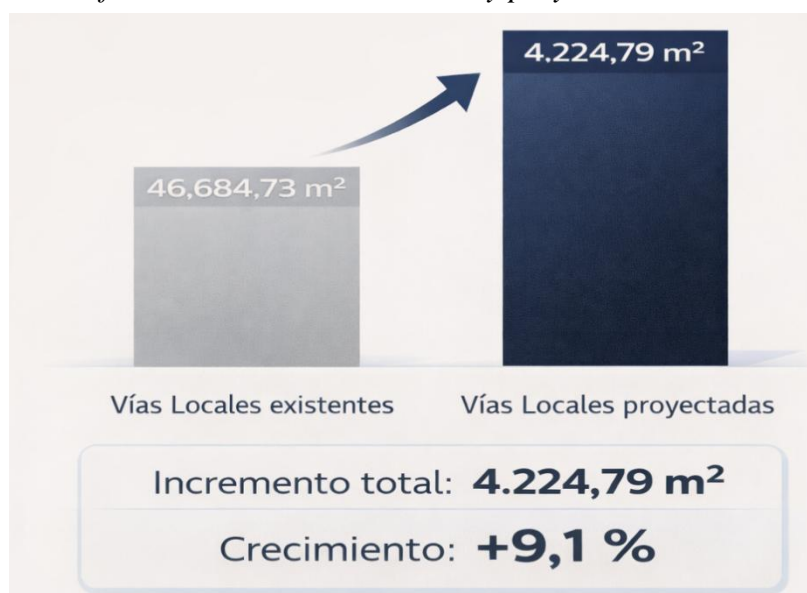 4.224,79 m²
46,684,73 m²
Vías Locales existentes
Vías Locales proyectadas
Incremento total: 4.224,79 m²
Crecimiento: +9,1 %